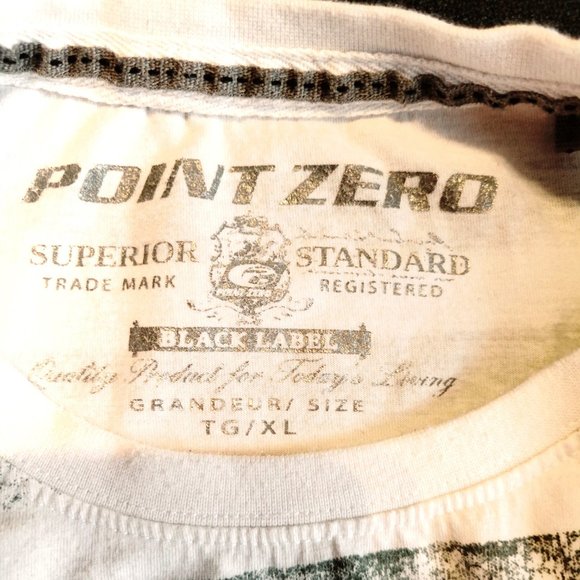 POINT ZERO
SUPERIOR STANDARD
TRADE MARK REGISTERED
BLACK LABEL
Quality Product for Today's Living
GRANDEUR/ SIZE
TG/XL